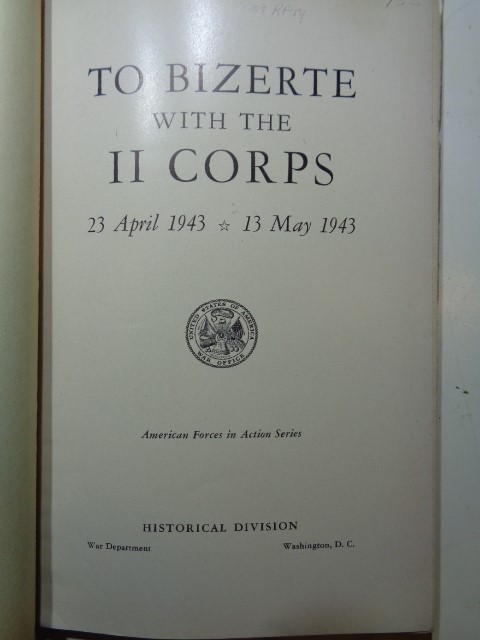 TO BIZERTE
WITH THE
II CORPS
23 April 1943 ☆ 13 May 1943
UNITED STATES OF AMERICA
WAR OFFICE
American Forces in Action Series
HISTORICAL DIVISION
War Department Washington, D. C.